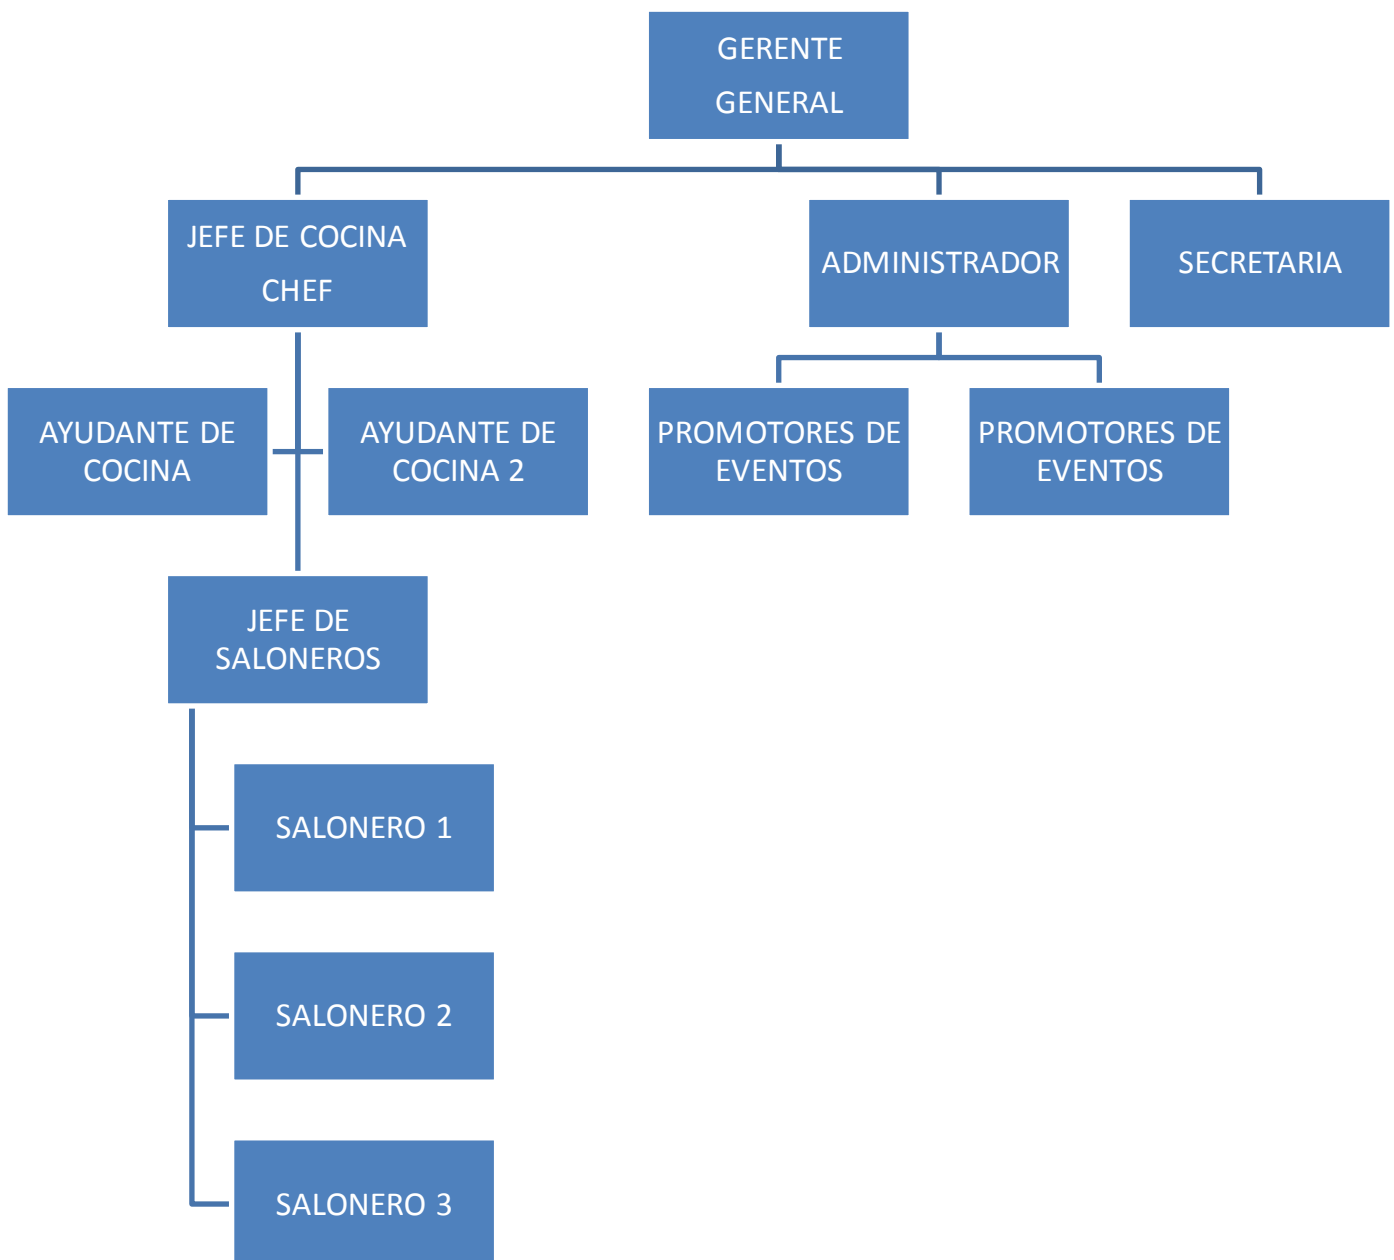 GERENTE
GENERAL
JEFE DE COCINA
CHEF
ADMINISTRADOR
SECRETARIA
AYUDANTE DE
COCINA
AYUDANTE DE
COCINA 2
PROMOTORES DE
EVENTOS
PROMOTORES DE
EVENTOS
JEFE DE
SALONEROS
SALONERO 1
SALONERO 2
SALONERO 3